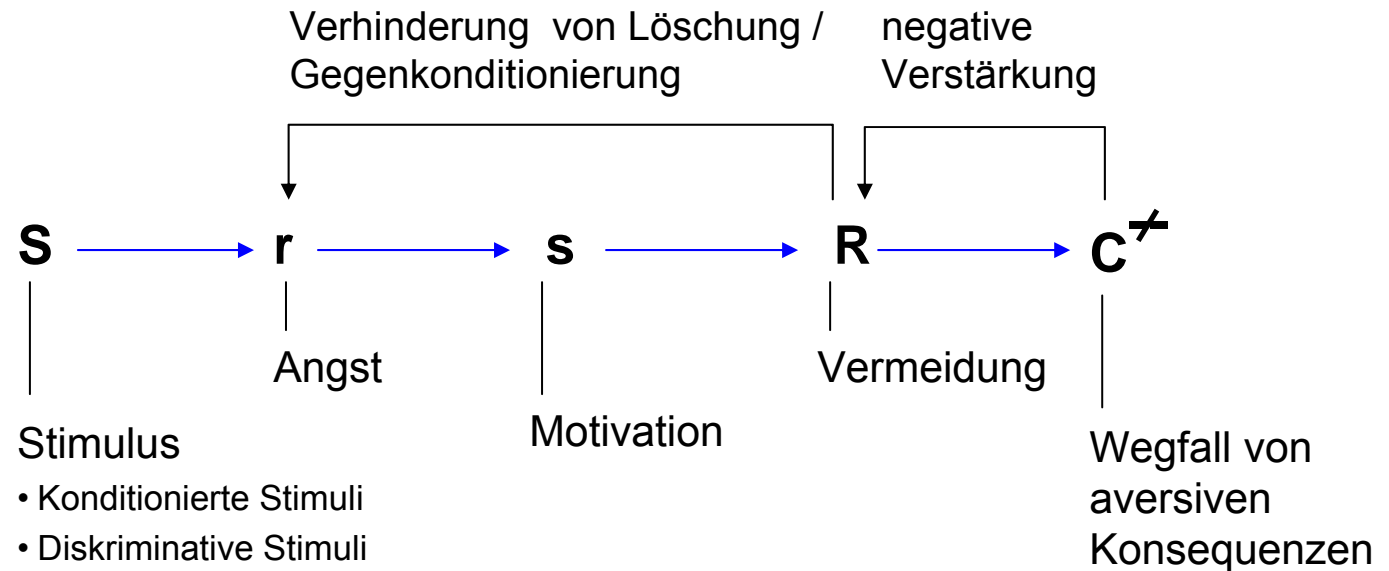 Verhinderung von Löschung / negative
Gegenkonditionierung Verstärkung
S r s R C⁻̸
Angst Vermeidung
Stimulus Motivation Wegfall von
• Konditionierte Stimuli aversiven
• Diskriminative Stimuli Konsequenzen